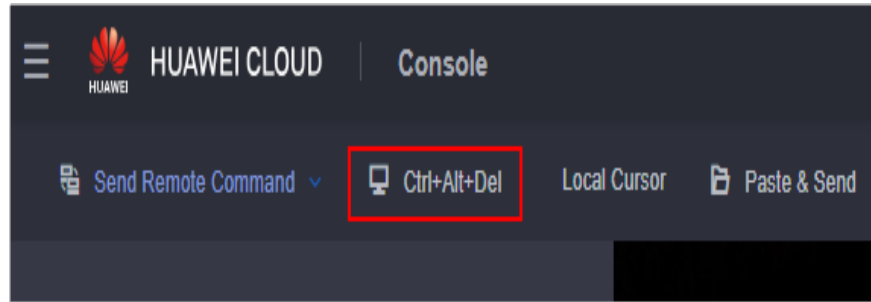 HUAWEI HUAWEI CLOUD Console
Send Remote Command Ctrl+Alt+Del Local Cursor Paste & Send